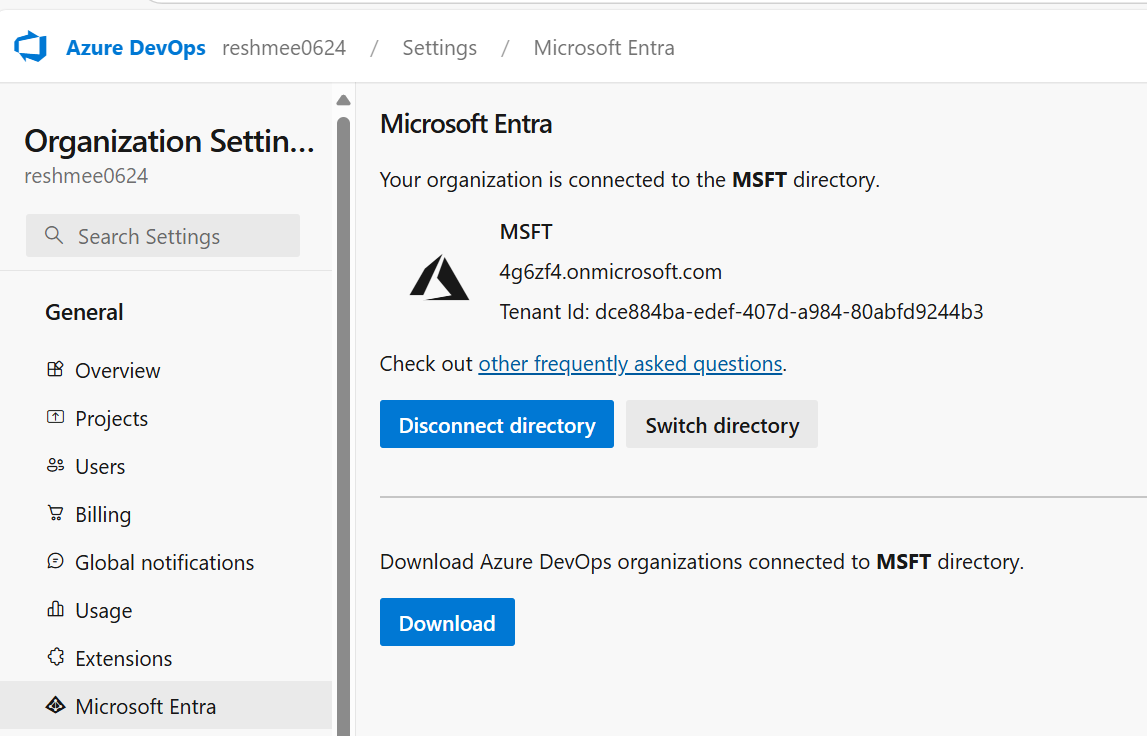 Azure DevOps reshmee0624 / Settings / Microsoft Entra
Organization Settin...
reshmee0624
Search Settings
General
Overview
Projects
Users
Billing
Global notifications
Usage
Extensions
Microsoft Entra
Microsoft Entra
Your organization is connected to the MSFT directory.
MSFT
4g6zf4.onmicrosoft.com
Tenant Id: dce884ba-edef-407d-a984-80abfd9244b3
Check out other frequently asked questions.
Disconnect directory Switch directory
Download Azure DevOps organizations connected to MSFT directory.
Download